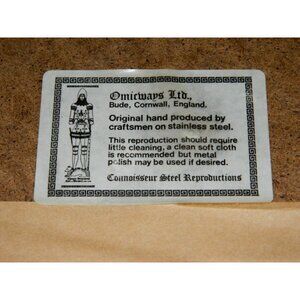 Omicways Ltd.,
Bude, Cornwall, England.
Original hand produced by
craftsmen on stainless steel.
This reproduction should require
little cleaning, a clean soft cloth
is recommended but metal
polish may be used if desired.
Connoisseur Steel Reproductions